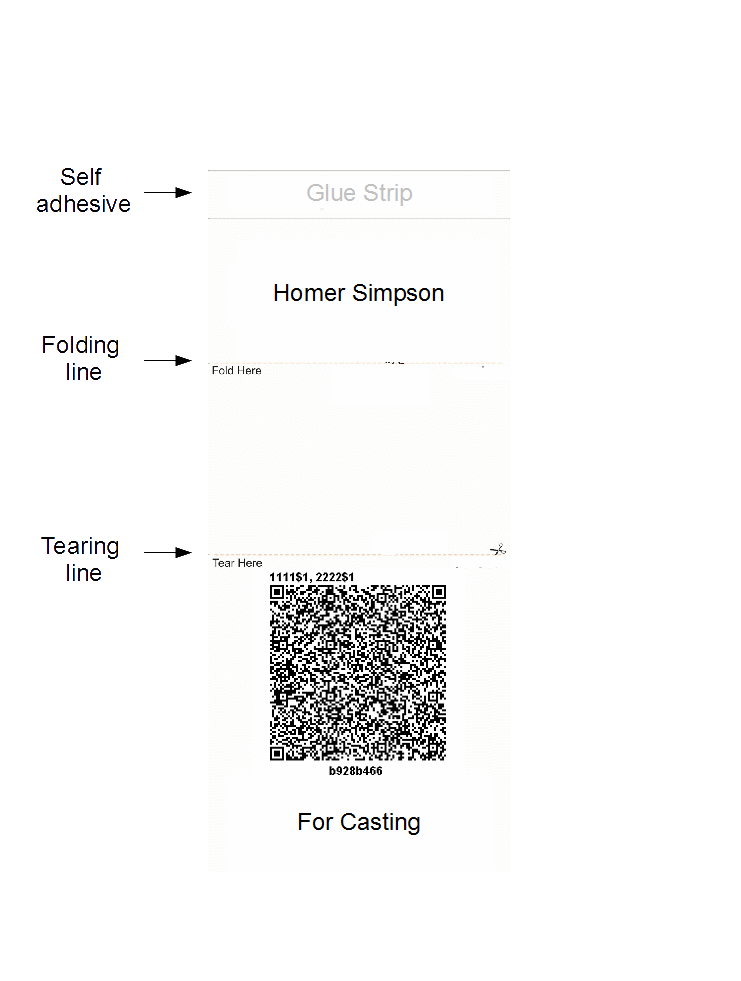 Self
adhesive
Glue Strip
Homer Simpson
Folding
line
Fold Here
Tearing
line
Tear Here
1111$1, 2222$1
b928b466
For Casting